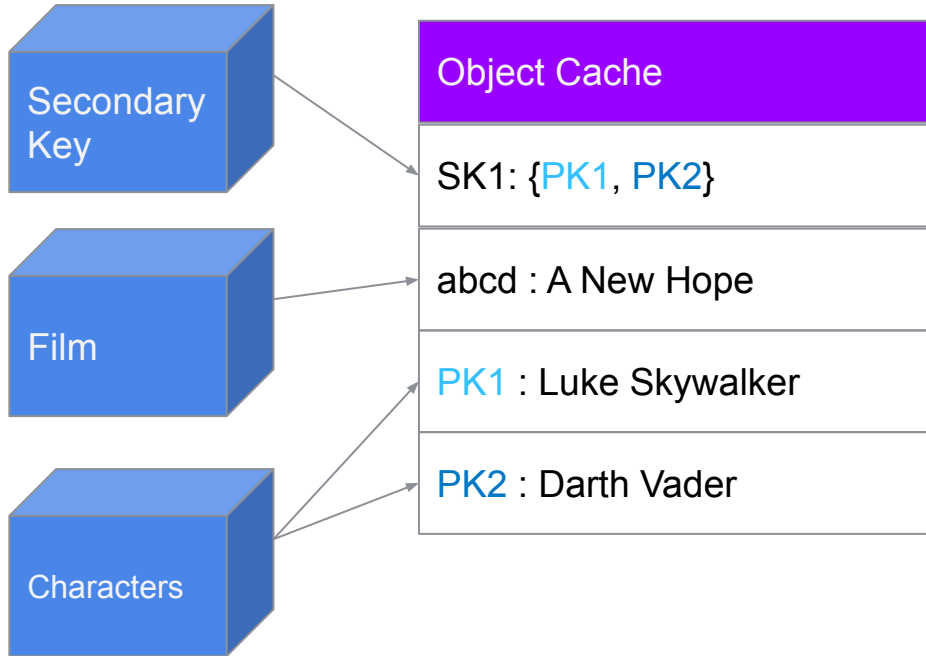 Secondary
Key
Film
Characters
Object Cache
SK1: {PK1, PK2}
abcd : A New Hope
PK1 : Luke Skywalker
PK2 : Darth Vader